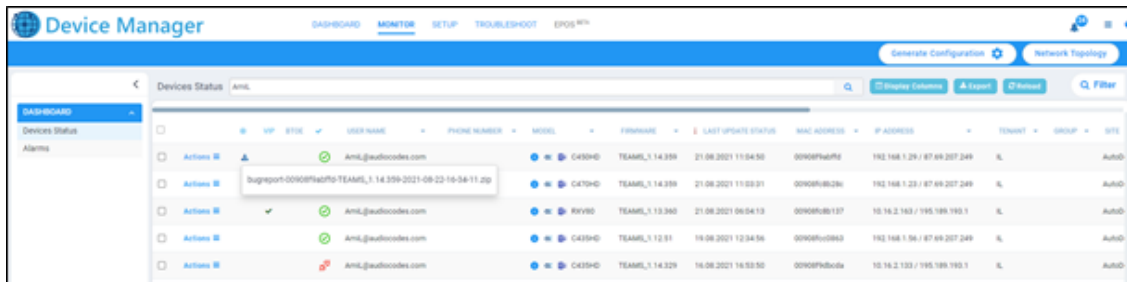 Device Manager
DASHBOARD MONITOR SETUP TROUBLESHOOT EPOS BETA
Generate Configuration Network Topology
Devices Status AmiL Display Columns Export Reload Filter
DASHBOARD
Devices Status
Alarms
VIP BTOE USER NAME PHONE NUMBER MODEL FIRMWARE LAST UPDATE STATUS MAC ADDRESS IP ADDRESS TENANT GROUP SITE
Actions AmiL@audiocodes.com C450HD TEAMS_1.14.359 21.08.2021 11:04:50 00908f9abffd 192.168.1.29 / 87.69.207.249 IL AutoD
bugreport-00908f9abffd-TEAMS_1.14.359-2021-08-22-16-34-11.zip
C470HD TEAMS_1.14.359 21.08.2021 11:03:31 192.168.1.23 / 87.69.207.249 IL AutoD
Actions
Actions AmiL@audiocodes.com RXV80 TEAMS_1.13.360 21.08.2021 06:04:13 10.16.2.163 / 195.189.193.1 IL AutoD
Actions AmiL@audiocodes.com C435HD TEAMS_1.12.51 19.08.2021 12:34:56 192.168.1.56 / 87.69.207.249 IL AutoD
Actions AmiL@audiocodes.com C435HD TEAMS_1.14.329 16.08.2021 16:53:50 10.16.2.133 / 195.189.193.1 IL AutoD